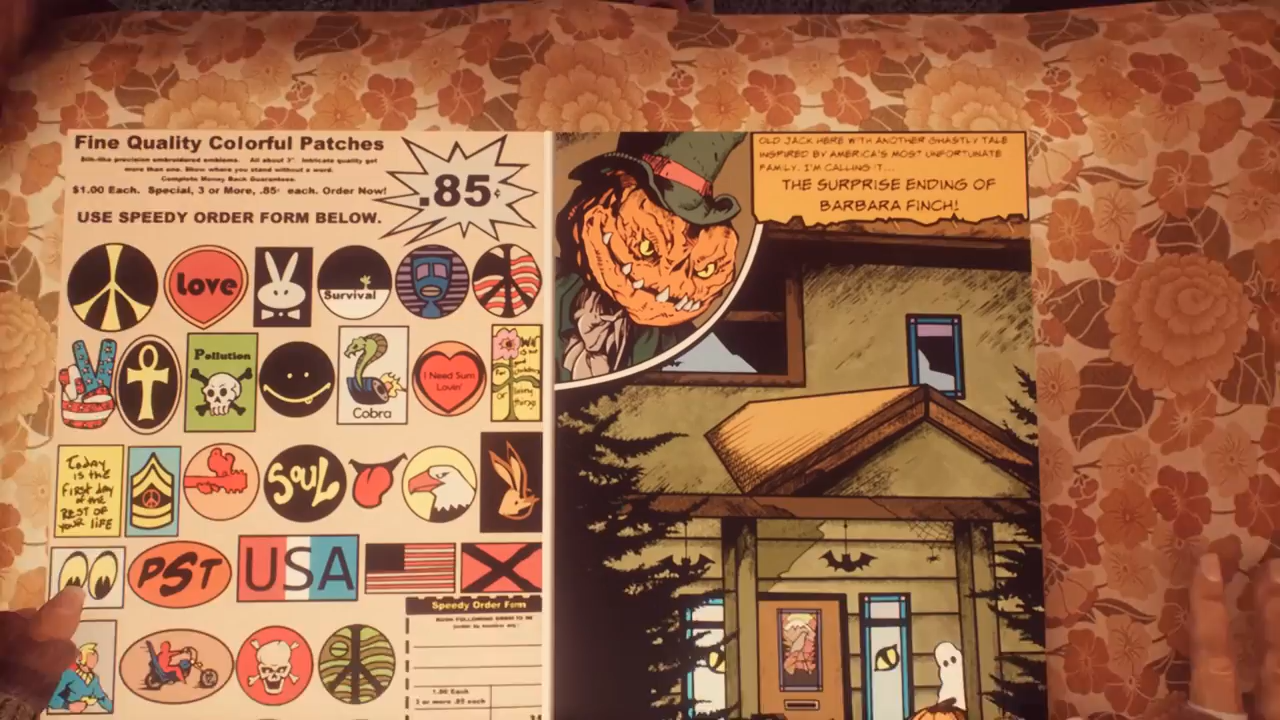 Fine Quality Colorful Patches
Silk-like precision embroidered emblems. All about 3". Intricate quality get
more than one. Show where you stand without a word.
Complete Money Back Guarantee.
$1.00 Each. Special, 3 or More, .85¢ each. Order Now!
USE SPEEDY ORDER FORM BELOW.
.85¢
love
Survival
Pollution
Cobra
I Need Sum
Lovin'
Today
is the
First day
of the
REST OF
YOUR LIFE
SOUL
PST
USA
Speedy Order Form
1.00 Each
3 or more .85 each
OLD JACK HERE WITH ANOTHER GHASTLY TALE
INSPIRED BY AMERICA'S MOST UNFORTUNATE
FAMILY. I'M CALLING IT...
THE SURPRISE ENDING OF
BARBARA FINCH!